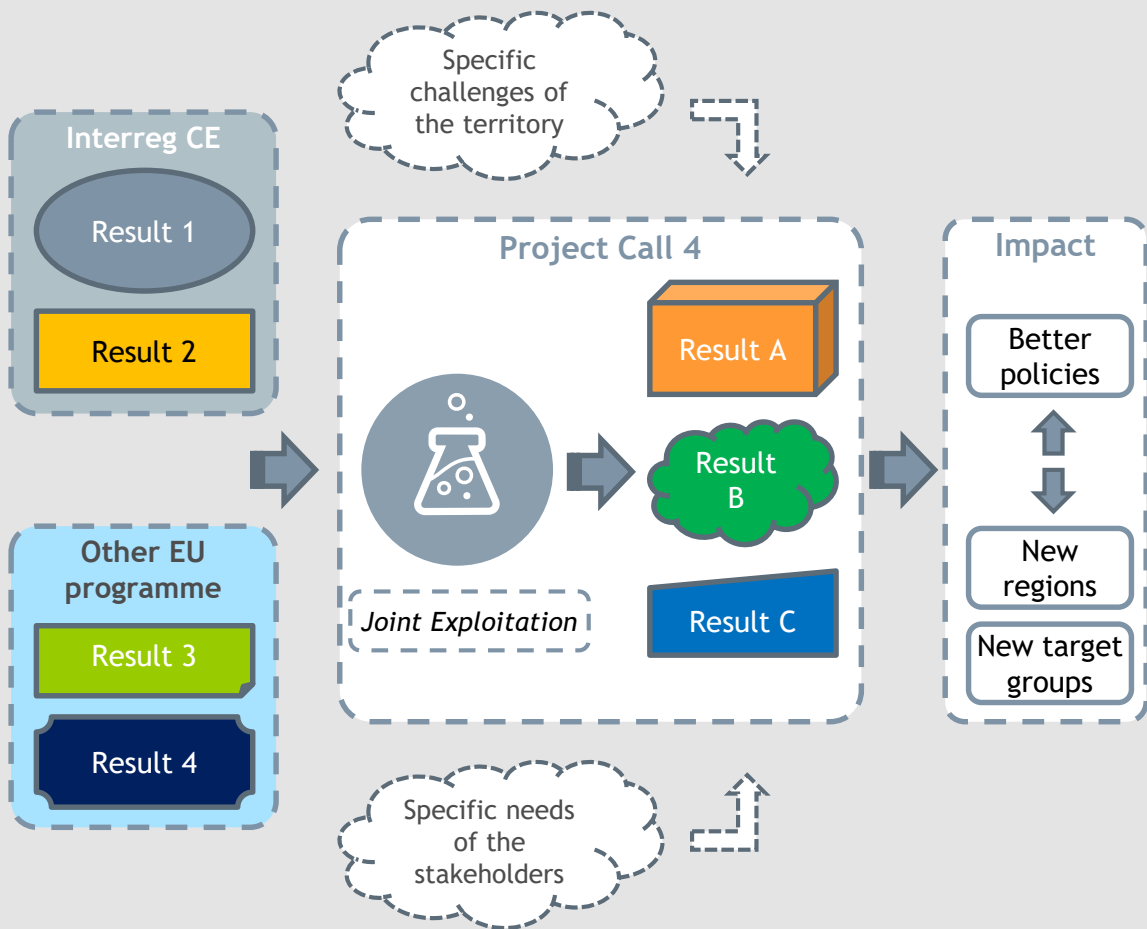 Specific
challenges of
the territory
Interreg CE
Result 1
Result 2
Other EU
programme
Result 3
Result 4
Project Call 4
Joint Exploitation
Result A
Result
B
Result C
Specific needs
of the
stakeholders
Impact
Better
policies
New
regions
New target
groups